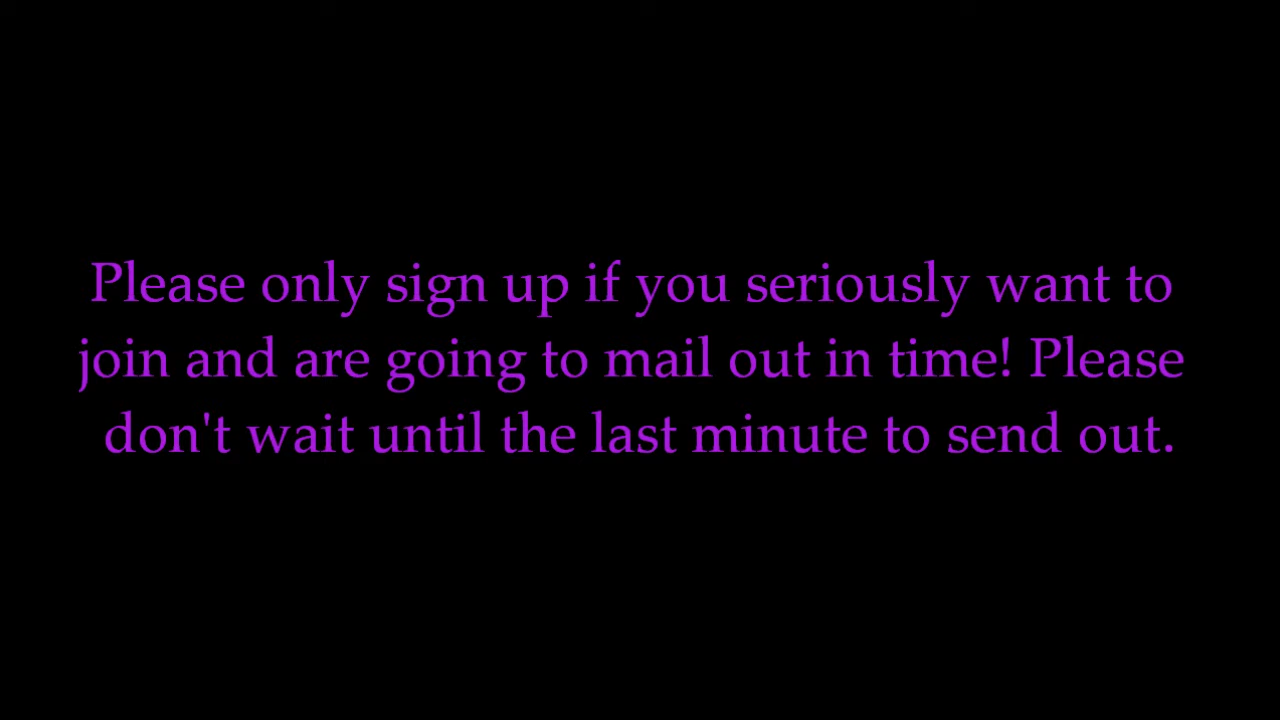 Please only sign up if you seriously want to
join and are going to mail out in time! Please
don't wait until the last minute to send out.